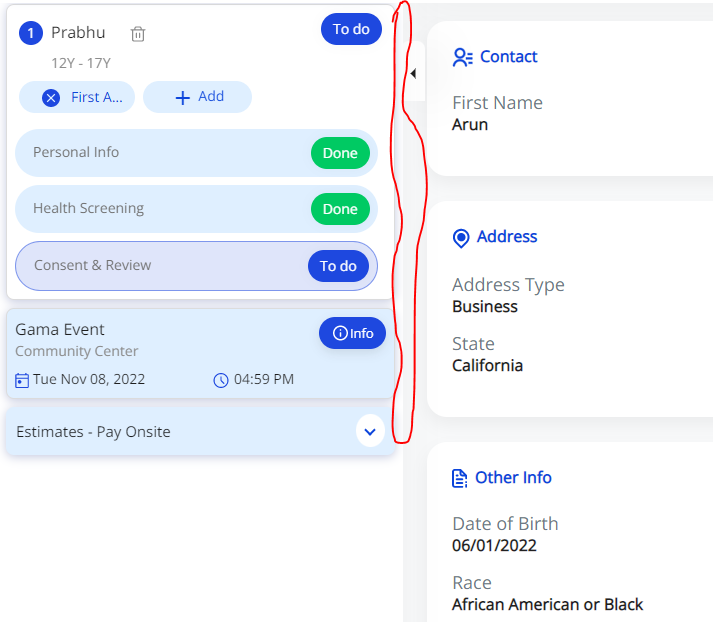 1 Prabhu To do
12Y - 17Y
First A... Add
Personal Info Done
Health Screening Done
Consent & Review To do
Gama Event Info
Community Center
Tue Nov 08, 2022 04:59 PM
Estimates - Pay Onsite
Contact
First Name
Arun
Address
Address Type
Business
State
California
Other Info
Date of Birth
06/01/2022
Race
African American or Black